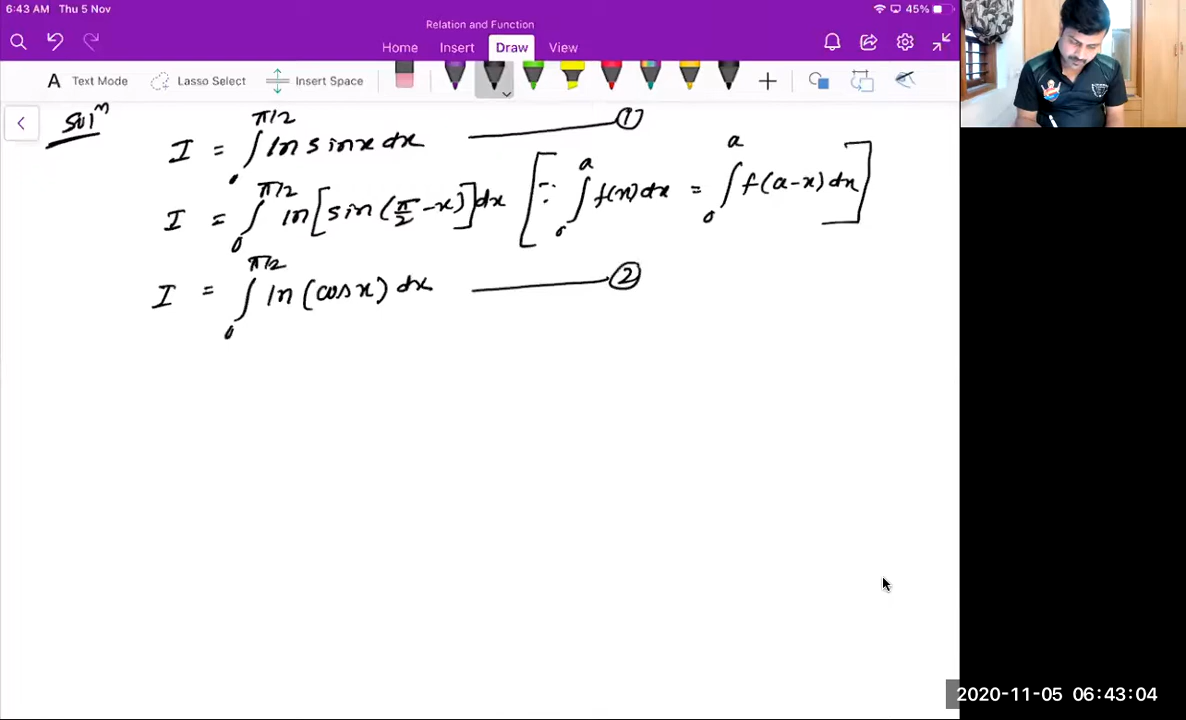 6:43 AM Thu 5 Nov
45%
Relation and Function
Home Insert Draw View
Text Mode Lasso Select Insert Space
Solⁿ
I = ∫₀^{π/2} ln sinx dx ——— ①
I = ∫₀^{π/2} ln[sin(π/2 -x)]dx [∵ ∫₀^a f(x)dx = ∫₀^a f(a-x)dx]
I = ∫₀^{π/2} ln(cosx) dx ——— ②
2020-11-05 06:43:04